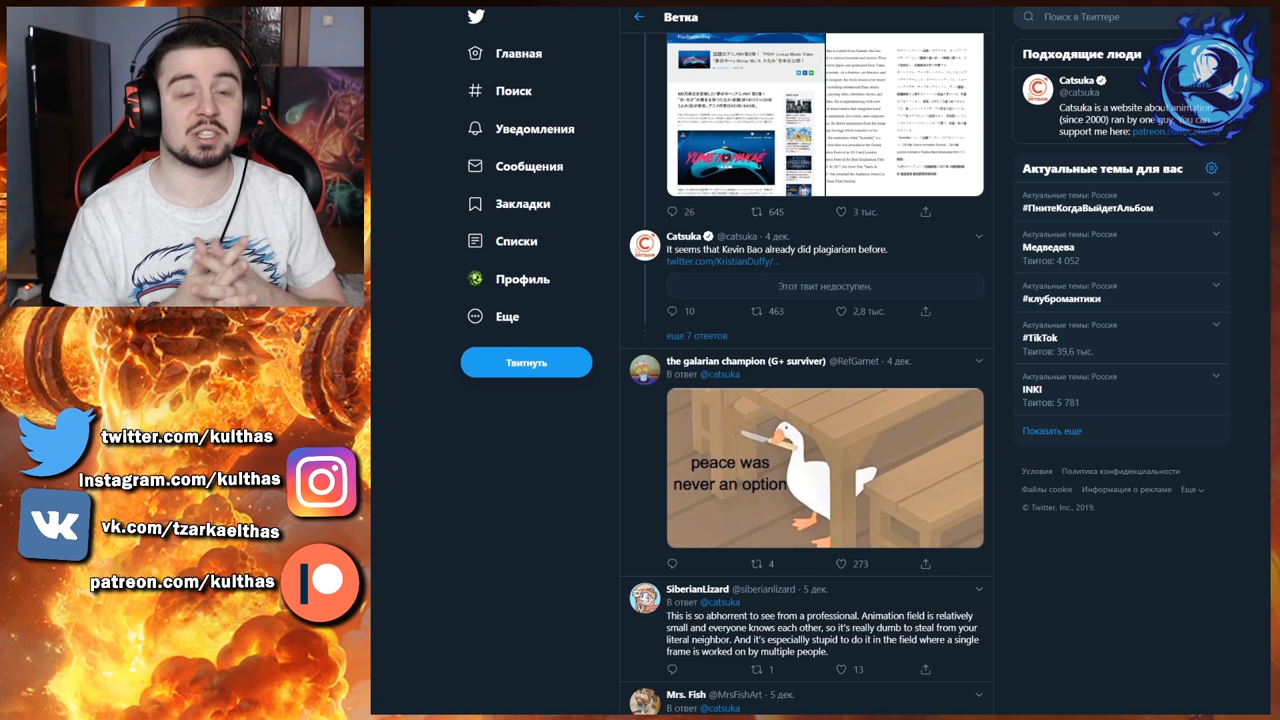 Ветка
Поиск в Твиттере
Главная
Поиск
Уведомления
Закладки
Списки
Профиль
Еще
Твитнуть
YUME NO NAKAE
26
645
3 тыс.
Catsuka @catsuka · 4 дек.
It seems that Kevin Bao already did plagiarism before.
twitter.com/KristianDuffy/...
Этот твит недоступен.
10
463
2,8 тыс.
еще 7 ответов
the galarian champion (G+ surviver) @RefGarnet · 4 дек.
В ответ @catsuka
peace was
never an option
4
273
SiberianLizard @siberianlizard · 5 дек.
В ответ @catsuka
This is so abhorrent to see from a professional. Animation field is relatively
small and everyone knows each other, so it's really dumb to steal from your
literal neighbor. And it's especiallly stupid to do it in the field where a single
frame is worked on by multiple people.
1
13
Mrs. Fish @MrsFishArt · 5 дек.
В ответ @catsuka
Подходящие люди
Catsuka
@catsuka
Catsuka is a website about animation
(since 2000) ran by one guy. You can
support me here: patreon.com/
Актуальные темы для вас
Актуальные темы: Россия
#ПнитеКогдаВыйдетАльбом
Актуальные темы: Россия
Медведева
Твитов: 4 052
Актуальные темы: Россия
#клубромантики
Актуальные темы: Россия
#TikTok
Твитов: 39,6 тыс.
Актуальные темы: Россия
INKI
Твитов: 5 781
Показать еще
Условия Политика конфиденциальности
Файлы cookie Информация о рекламе Еще
© Twitter, Inc., 2019.
twitter.com/kulthas
Instagram.com/kulthas
vk.com/tzarkaelthas
patreon.com/kulthas